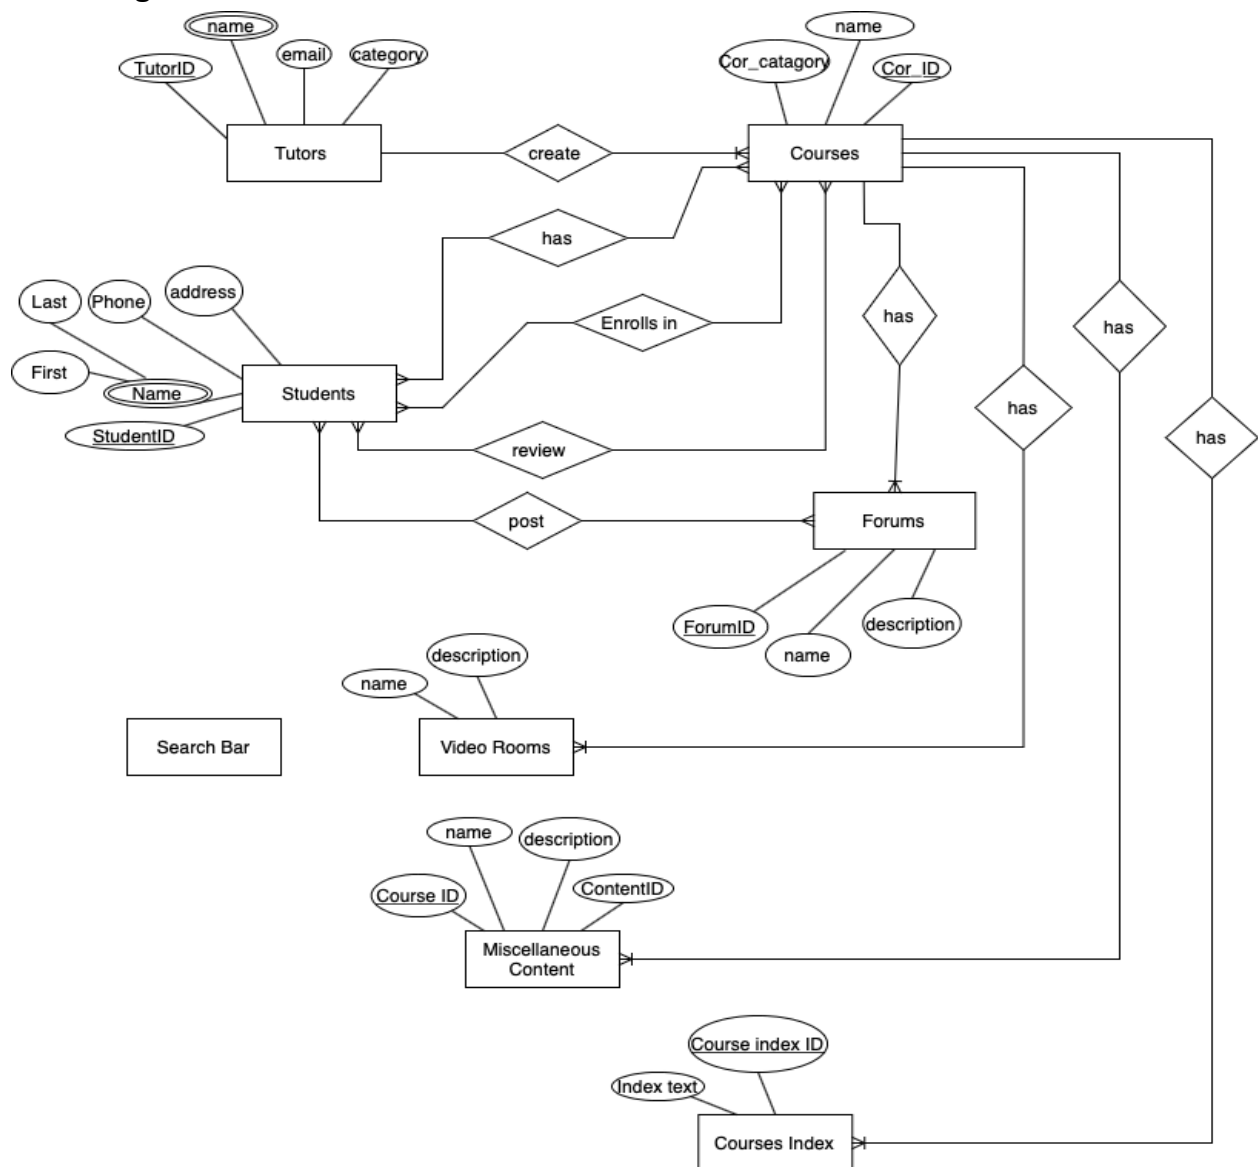 name
name
email
category
Cor_catagory
TutorID
Cor_ID
Tutors
create
Courses
has
address
Last
Phone
has
Enrolls in
has
First
Name
Students
has
StudentID
has
review
post
Forums
ForumID
description
name
description
name
Search Bar
Video Rooms
name
description
Course ID
ContentID
Miscellaneous
Content
Course index ID
Index text
Courses Index